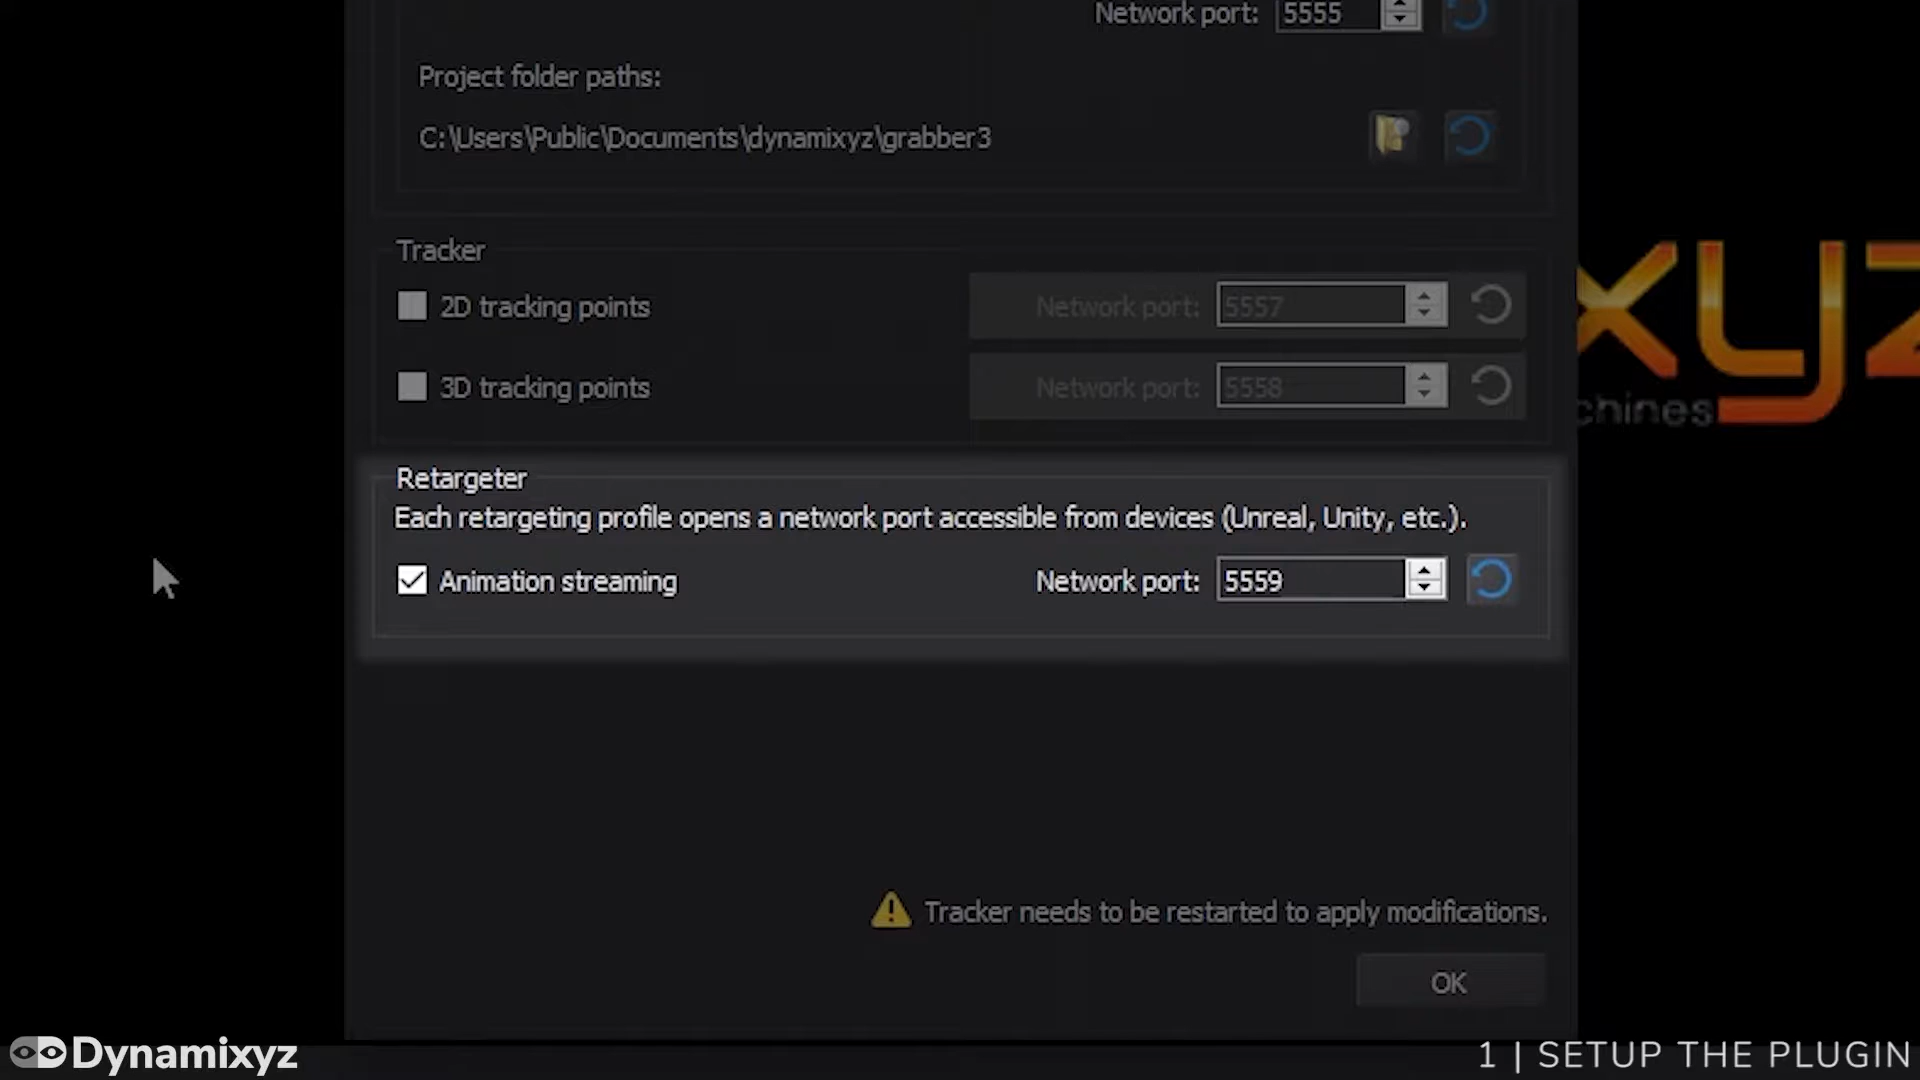 Network port: 5555
Project folder paths:
C:\Users\Public\Documents\dynamixyz\grabber3
Tracker
2D tracking points Network port: 5557
3D tracking points Network port: 5558
xyz
chines
Retargeter
Each retargeting profile opens a network port accessible from devices (Unreal, Unity, etc.).
Animation streaming Network port: 5559
Tracker needs to be restarted to apply modifications.
OK
Dynamixyz
1 | SETUP THE PLUGIN